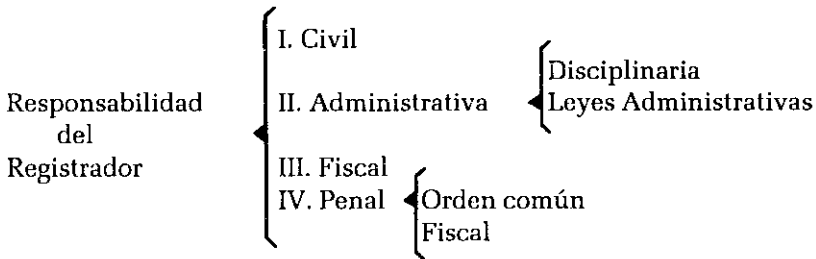 Responsabilidad
del
Registrador
I. Civil
II. Administrativa
Disciplinaria
Leyes Administrativas
III. Fiscal
IV. Penal
Orden común
Fiscal